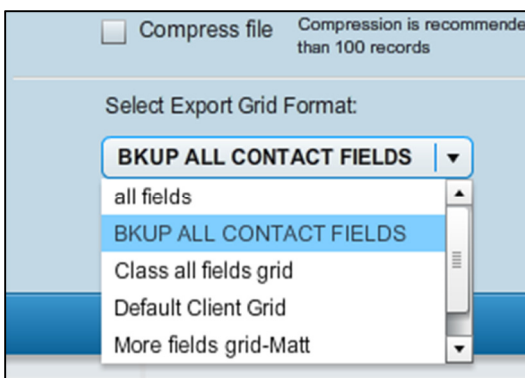 Compress file
Compression is recommende
than 100 records
Select Export Grid Format:
BKUP ALL CONTACT FIELDS
all fields
BKUP ALL CONTACT FIELDS
Class all fields grid
Default Client Grid
More fields grid-Matt